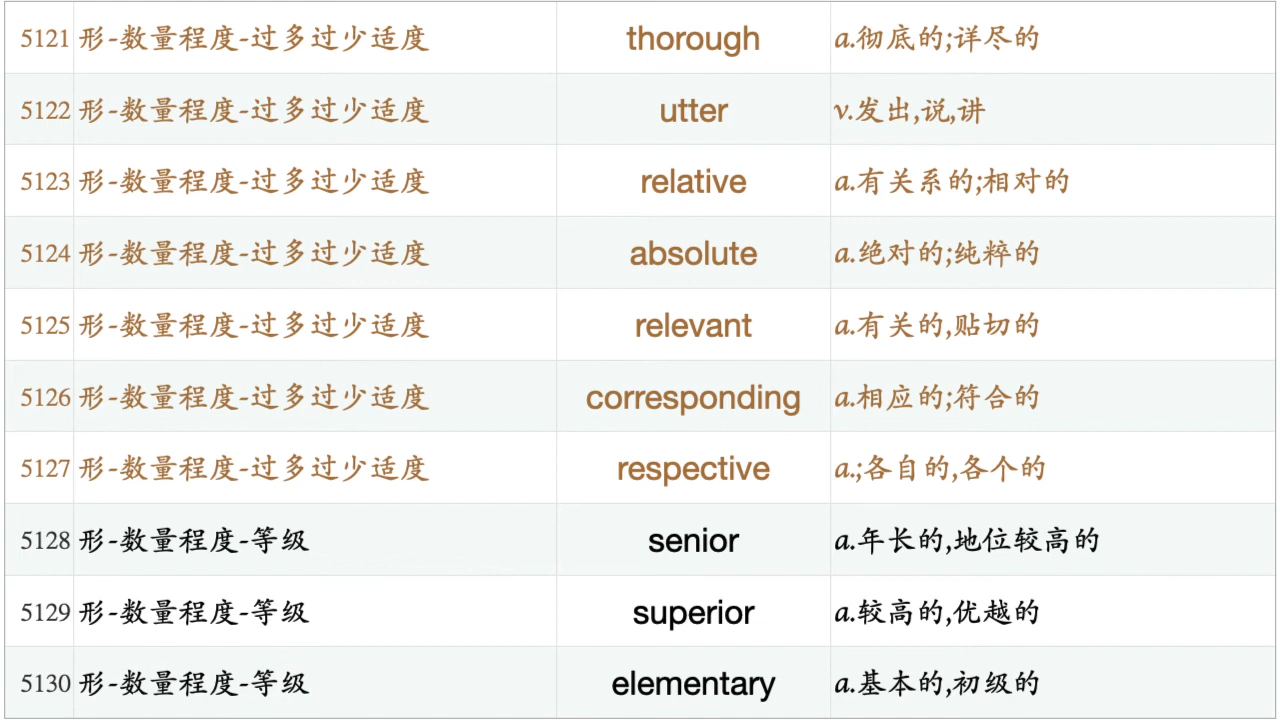 5121 形-数量程度-过多过少适度 thorough a.彻底的;详尽的
5122 形-数量程度-过多过少适度 utter v.发出,说,讲
5123 形-数量程度-过多过少适度 relative a.有关系的;相对的
5124 形-数量程度-过多过少适度 absolute a.绝对的;纯粹的
5125 形-数量程度-过多过少适度 relevant a.有关的,贴切的
5126 形-数量程度-过多过少适度 corresponding a.相应的;符合的
5127 形-数量程度-过多过少适度 respective a.;各自的,各个的
5128 形-数量程度-等级 senior a.年长的,地位较高的
5129 形-数量程度-等级 superior a.较高的,优越的
5130 形-数量程度-等级 elementary a.基本的,初级的